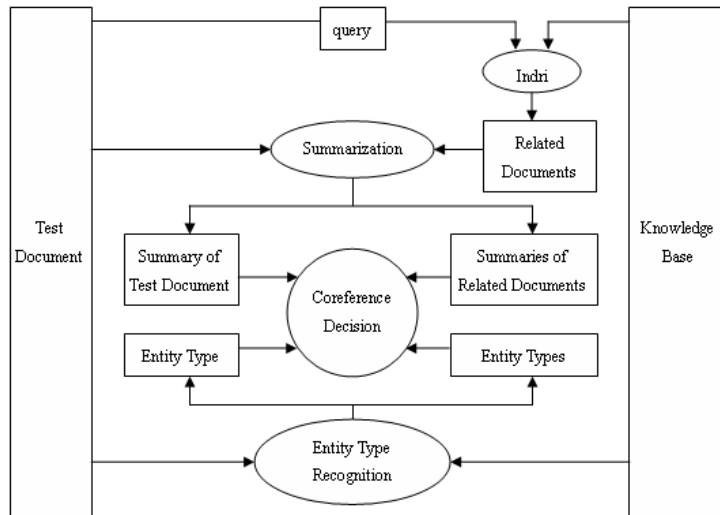 query
Indri
Related
Documents
Summarization
Test
Document
Knowledge
Base
Summary of
Test Document
Summaries of
Related Documents
Coreference
Decision
Entity Type
Entity Types
Entity Type
Recognition